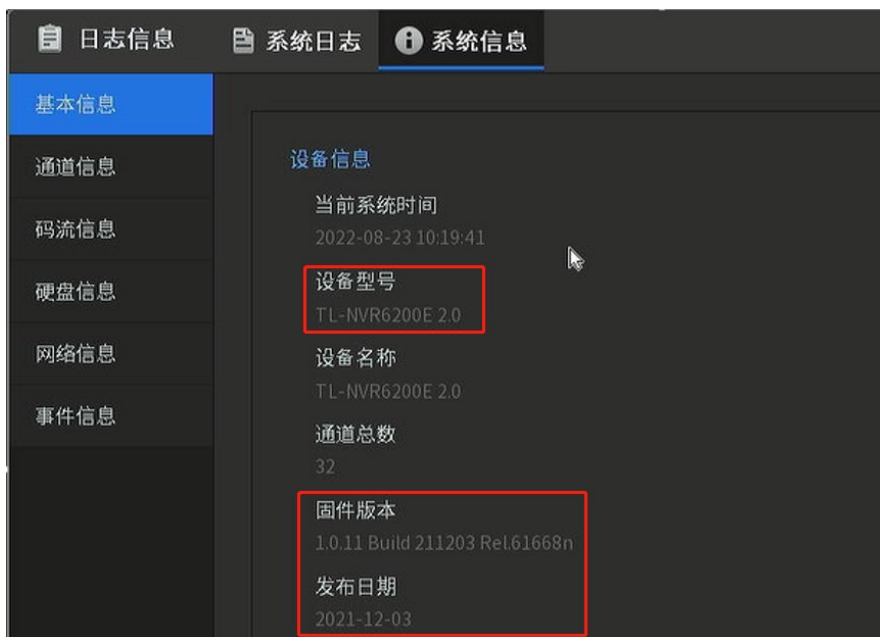 日志信息 系统日志 系统信息
基本信息
通道信息
码流信息
硬盘信息
网络信息
事件信息
设备信息
当前系统时间
2022-08-23 10:19:41
设备型号
TL-NVR6200E 2.0
设备名称
TL-NVR6200E 2.0
通道总数
32
固件版本
1.0.11 Build 211203 Rel.61668n
发布日期
2021-12-03